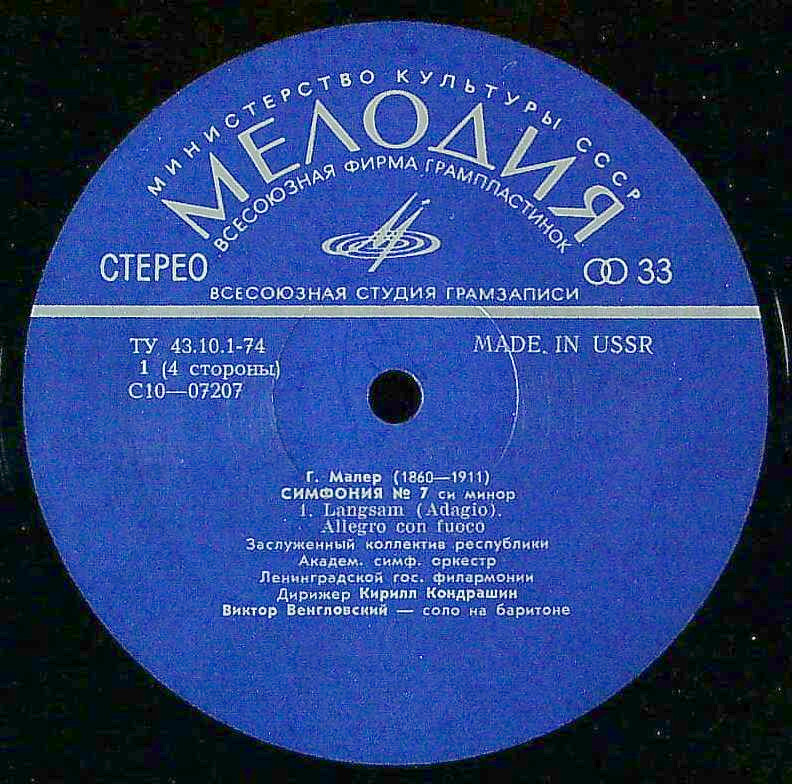 МИНИСТЕРСТВО КУЛЬТУРЫ СССР
МЕЛОДИЯ
ВСЕСОЮЗНАЯ ФИРМА ГРАМПЛАСТИНОК
СТЕРЕО
33
ВСЕСОЮЗНАЯ СТУДИЯ ГРАМЗАПИСИ
ТУ 43.10.1-74
MADE IN USSR
1 (4 стороны)
С10—07207
Г. Малер (1860—1911)
СИМФОНИЯ № 7 си минор
1. Langsam (Adagio).
Allegro con fuoco
Заслуженный коллектив республики
Академ. симф. оркестр
Ленинградской гос. филармонии
Дирижер Кирилл Кондрашин
Виктор Венгловский — соло на баритоне